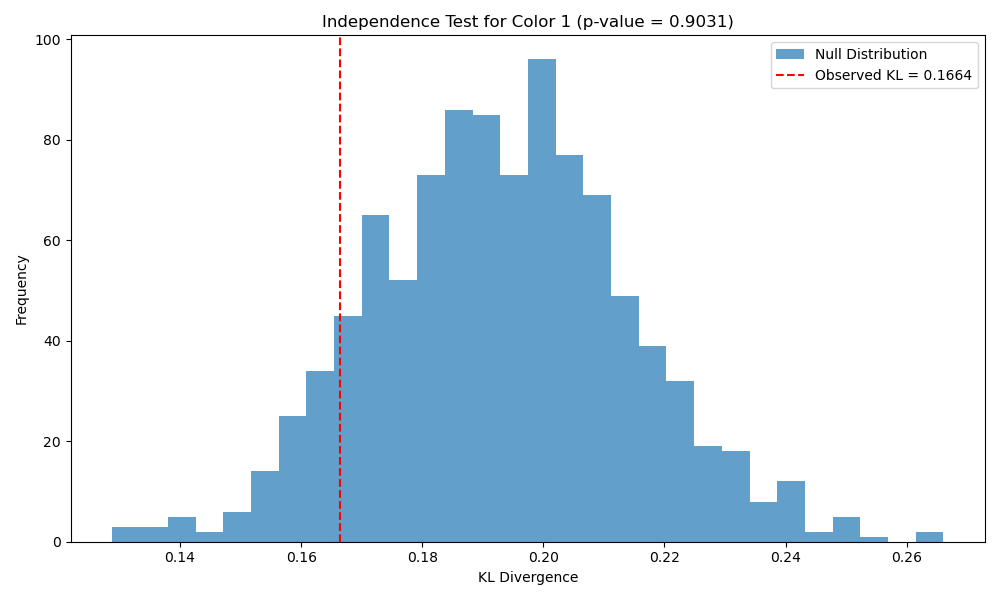 Independence Test for Color 1 (p-value = 0.9031)
Null Distribution
Observed KL = 0.1664
Frequency
100
80
60
40
20
0
0.14 0.16 0.18 0.20 0.22 0.24 0.26
KL Divergence